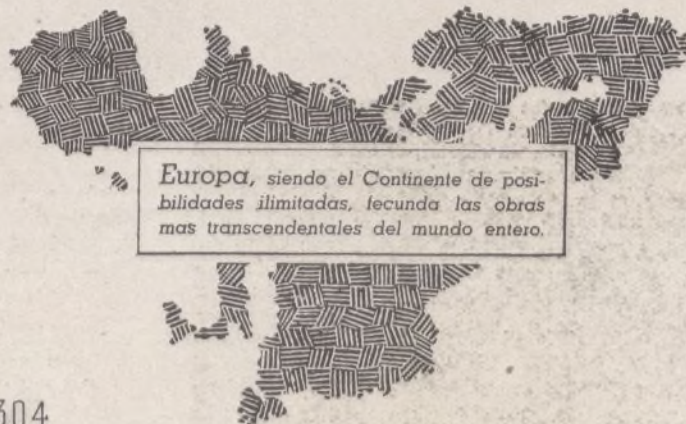 Europa, siendo el Continente de posi-
bilidades ilimitadas, fecunda las obras
mas transcendentales del mundo entero.
304